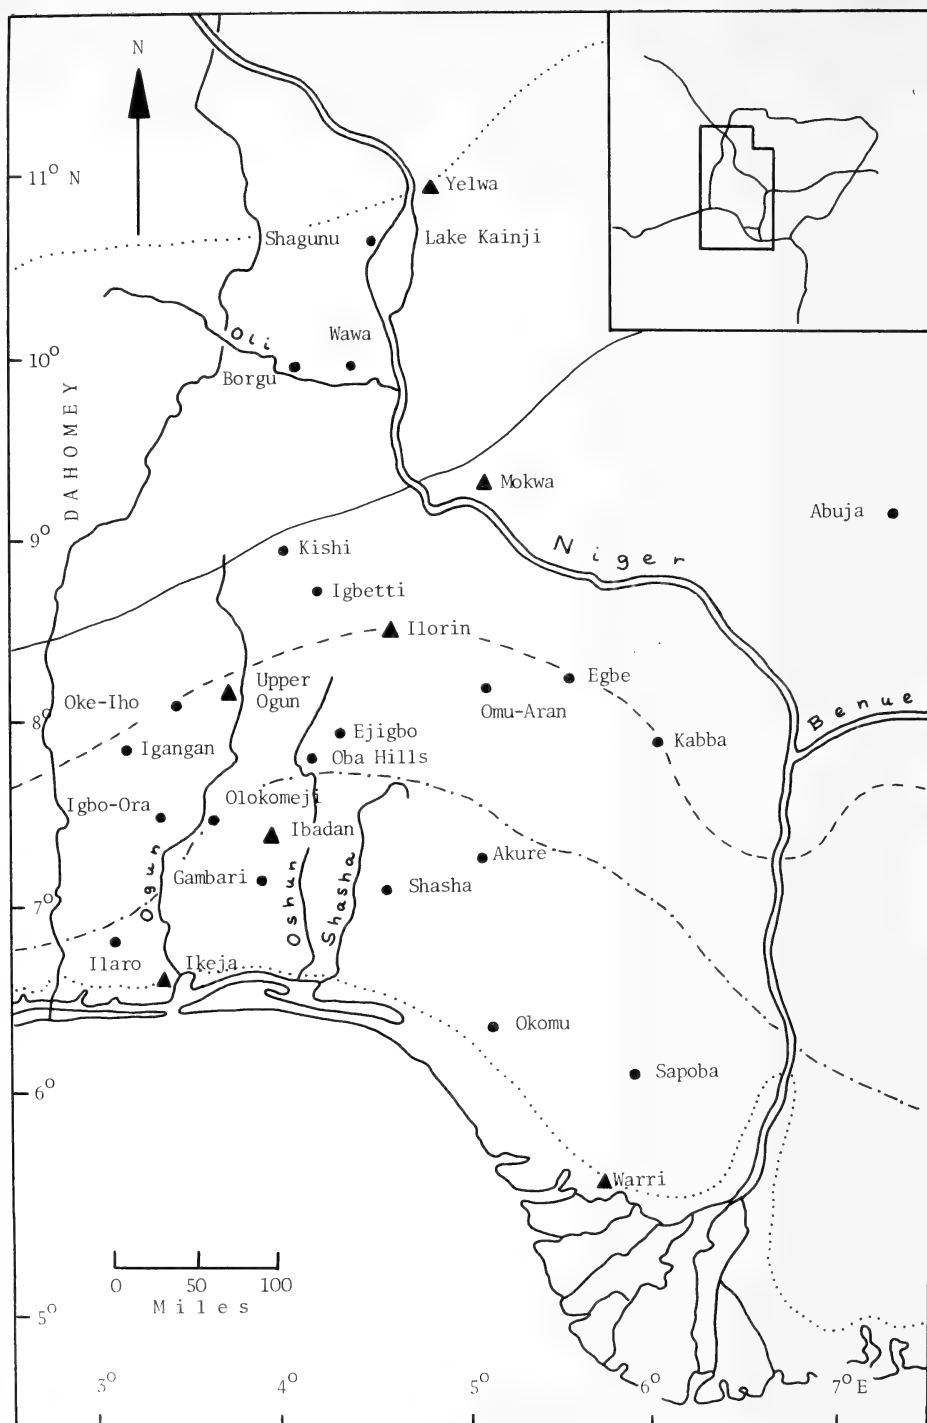 N
11° N
Yelwa
Shagunu
Lake Kainji
Oli
Wawa
10°
Borgu
DAHOMEY
Mokwa
Abuja
9°
Kishi
Niger
Igbetti
Ilorin
Egbe
Upper
Ogun
Oke-Iho
Omu-Aran
Benue
8°
Ejigbo
Kabba
Igangan
Oba Hills
Igbo-Ora
Olokomeji
Ibadan
Akure
Gambari
Ogun
Oshun
Shasha
Shasha
7°
Ilaro
Ikeja
Okomu
Sapoba
6°
Warri
0 50 100
Miles
5°
3° 4° 5° 6° 7° E